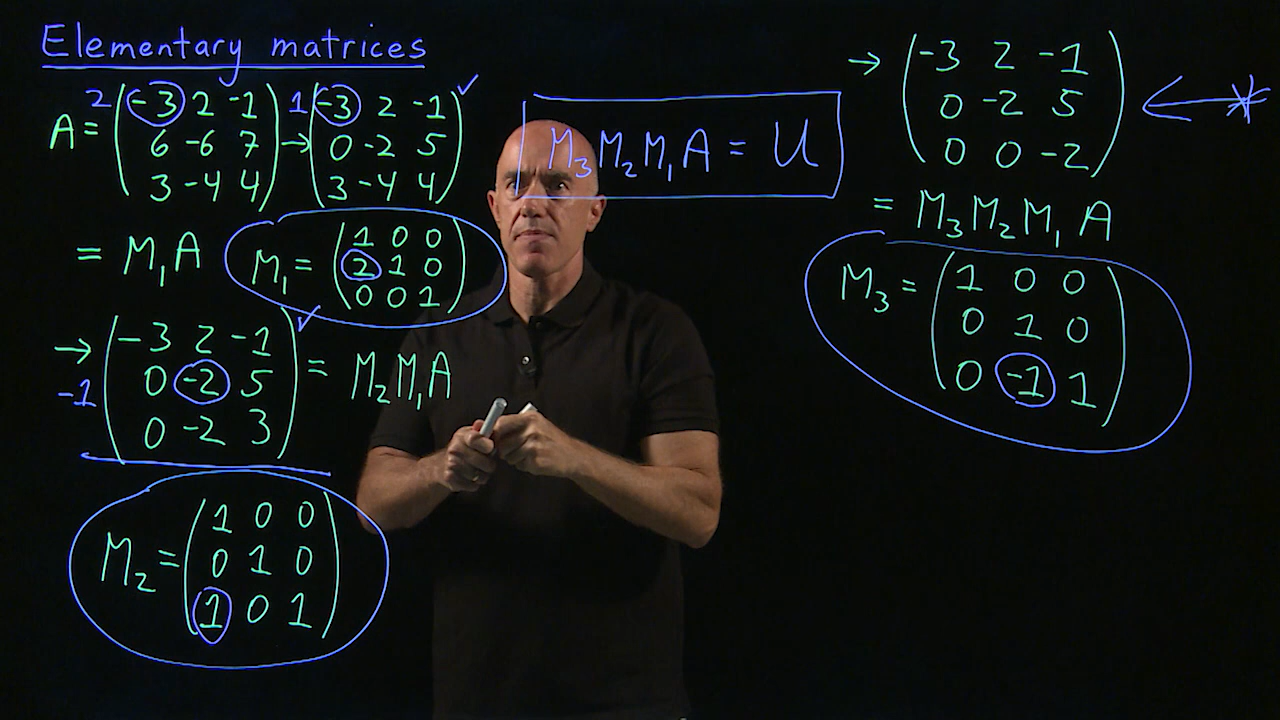 Elementary matrices
A = 2 (-3 2 -1) 1 (-3 2 -1) ✓
(6 -6 7) → (0 -2 5)
(3 -4 4) (3 -4 4)
= M₁A M₁ = (1 0 0)
(2 1 0)
(0 0 1)
→ (-3 2 -1) ✓
-1 (0 -2 5) = M₂M₁A
(0 -2 3)
M₂ = (1 0 0)
(0 1 0)
(1 0 1)
M₃M₂M₁A = U
→ (-3 2 -1)
(0 -2 5) ←*
(0 0 -2)
= M₃M₂M₁A
M₃ = (1 0 0)
(0 1 0)
(0 -1 1)